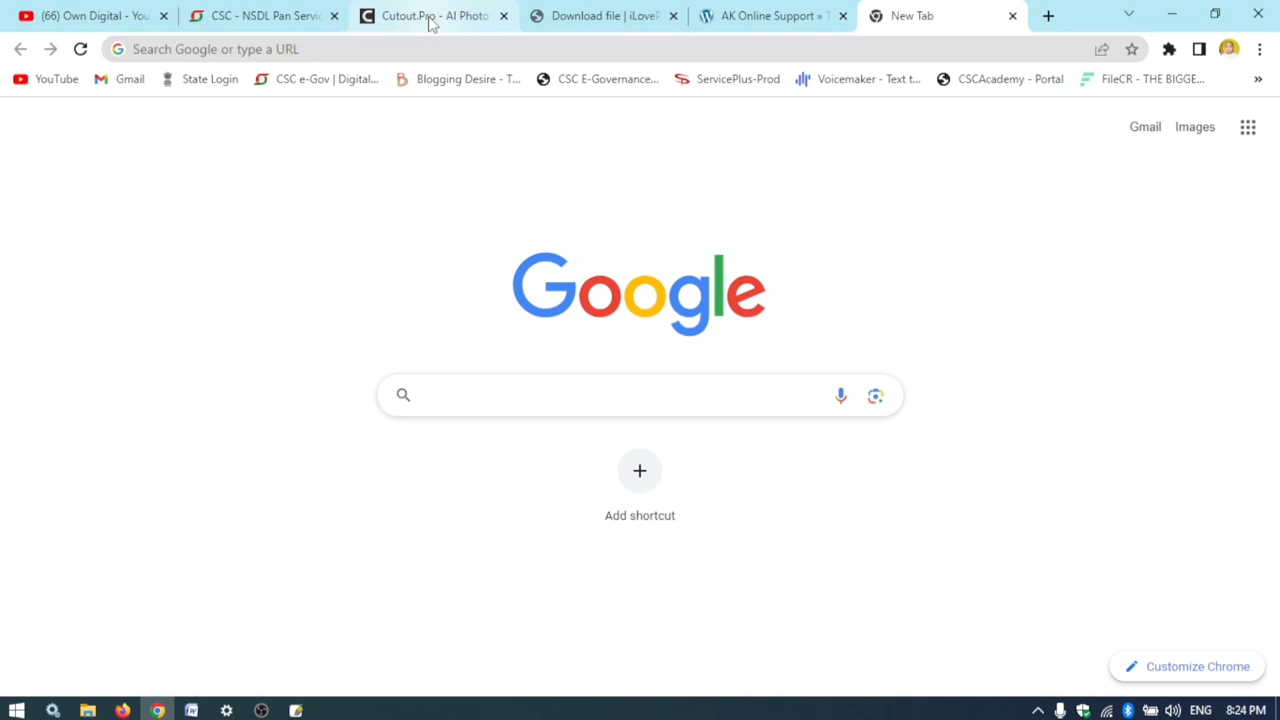 (66) Own Digital - You
CSC - NSDL Pan Servic
Cutout.Pro - AI Photo
Download file | iLoveP
AK Online Support » T
New Tab
Search Google or type a URL
YouTube
Gmail
State Login
CSC e-Gov | Digital...
Blogging Desire - T...
CSC E-Governance...
ServicePlus-Prod
Voicemaker - Text t...
CSCAcademy - Portal
FileCR - THE BIGGE...
»
Gmail
Images
Google
Add shortcut
Customize Chrome
ENG
8:24 PM